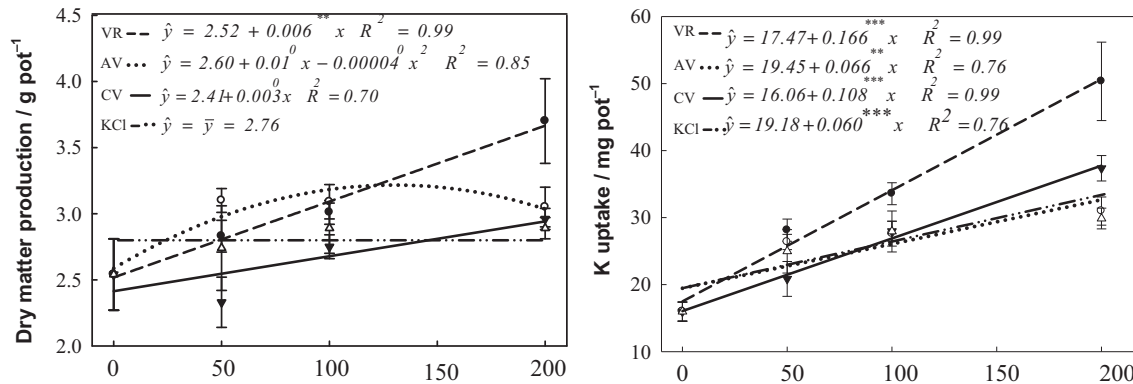 4.5
4.0
3.5
3.0
2.5
2.0
Dry matter production / g pot⁻¹
VR ŷ = 2.52 + 0.006** x R² = 0.99
AV ŷ = 2.60 + 0.01⁰ x – 0.00004⁰ x² R² = 0.85
CV ŷ = 2.41 + 0.003⁰ x R² = 0.70
KCl ŷ = ȳ = 2.76
0 50 100 150 200
60
50
40
30
20
10
K uptake / mg pot⁻¹
VR ŷ = 17.47 + 0.166*** x R² = 0.99
AV ŷ = 19.45 + 0.066** x R² = 0.76
CV ŷ = 16.06 + 0.108*** x R² = 0.99
KCl ŷ = 19.18 + 0.060*** x R² = 0.76
0 50 100 150 200